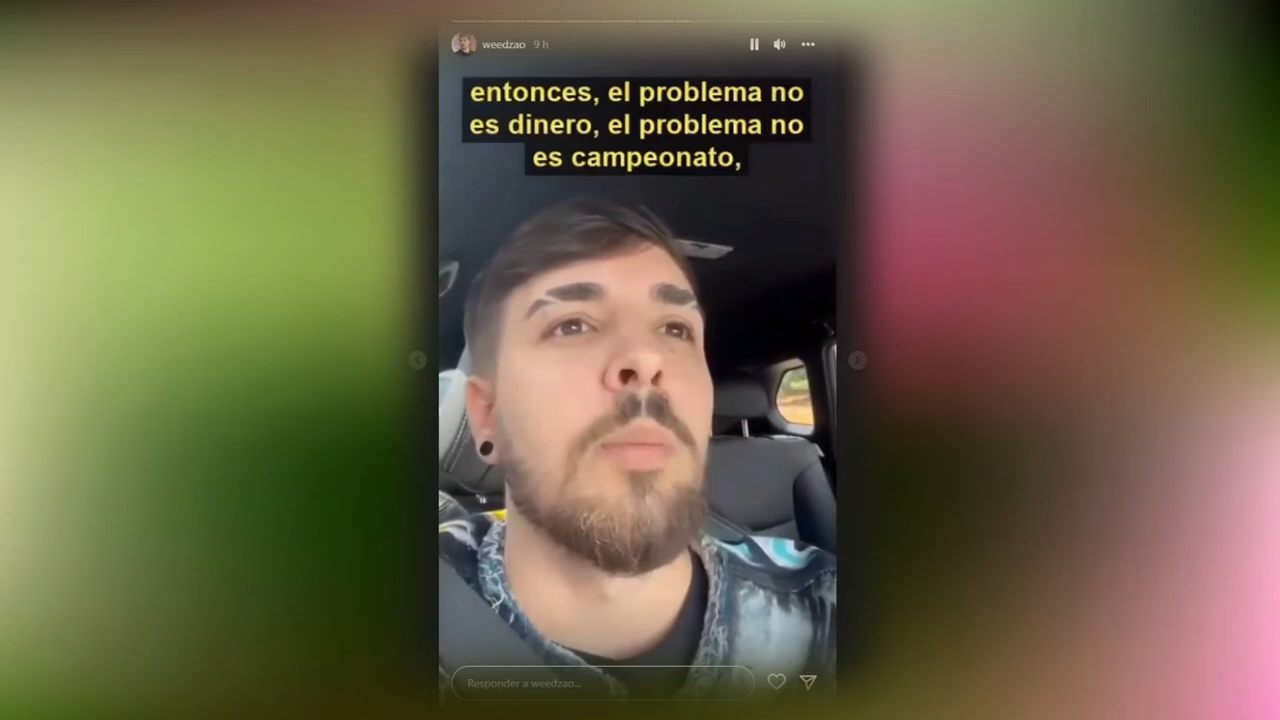 weedzao 9 h
entonces, el problema no
es dinero, el problema no
es campeonato,
Responder a weedzao...